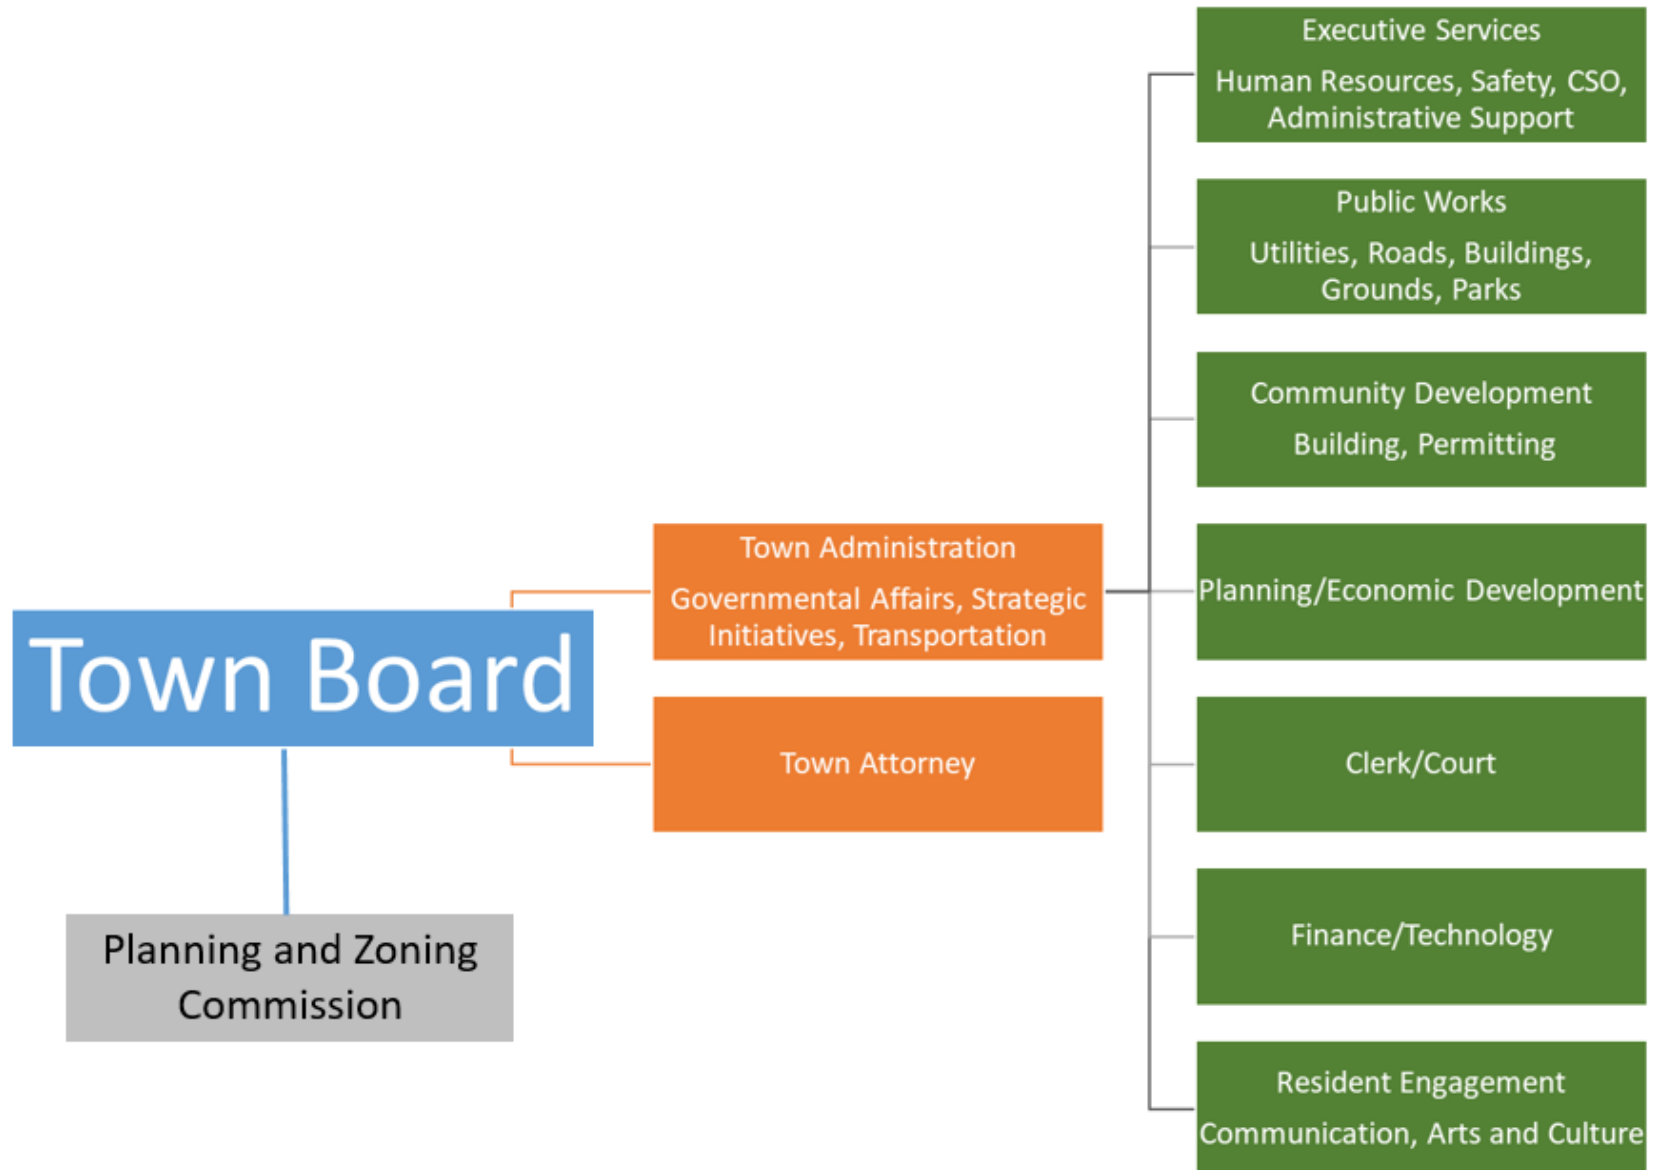 Executive Services
Human Resources, Safety, CSO,
Administrative Support
Public Works
Utilities, Roads, Buildings,
Grounds, Parks
Community Development
Building, Permitting
Town Administration
Governmental Affairs, Strategic
Initiatives, Transportation
Planning/Economic Development
Town Board
Town Attorney
Clerk/Court
Planning and Zoning
Commission
Finance/Technology
Resident Engagement
Communication, Arts and Culture